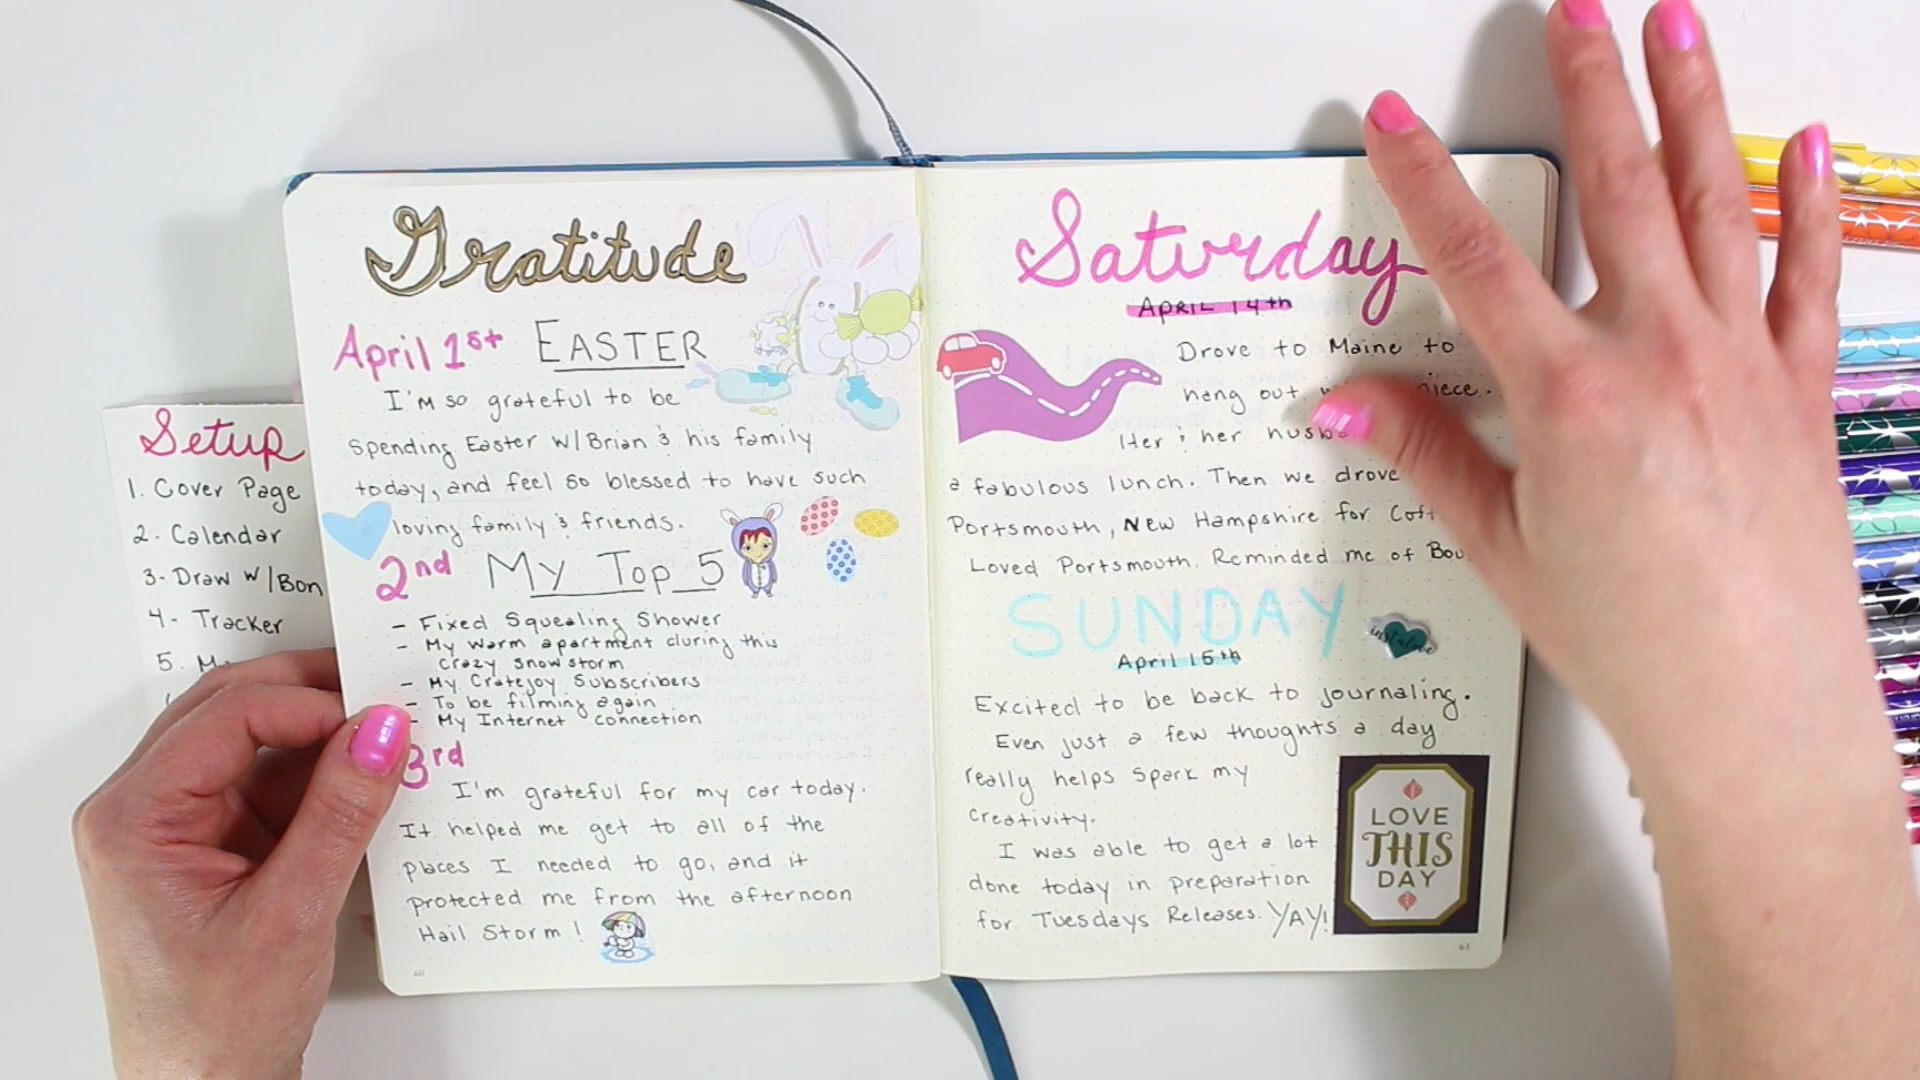 Gratitude
April 1st EASTER
I'm so grateful to be
spending Easter w/Brian & his family
today, and feel so blessed to have such
a loving family & friends.
2nd My Top 5
- Fixed Squealing Shower
- My warm apartment during this
crazy snow storm
- My Cratejoy Subscribers
- To be filming again
- My Internet connection
3rd
I'm grateful for my car today.
It helped me get to all of the
places I needed to go, and it
protected me from the afternoon
Hail Storm!
60
Setup
1. Cover Page
2. Calendar
3- Draw w/Bon
4- Tracker
5.
Saturday
APRIL 14th
Drove to Maine to
hang out niece.
Her & her
a fabulous lunch. Then we drove
Portsmouth, New Hampshire for
Loved Portsmouth. Reminded me of
SUNDAY
April 15th
Excited to be back to journaling.
Even just a few thoughts a day
really helps spark my
creativity.
I was able to get a lot
done today in preparation
for Tuesdays Releases. YAY!
LOVE
THIS
DAY